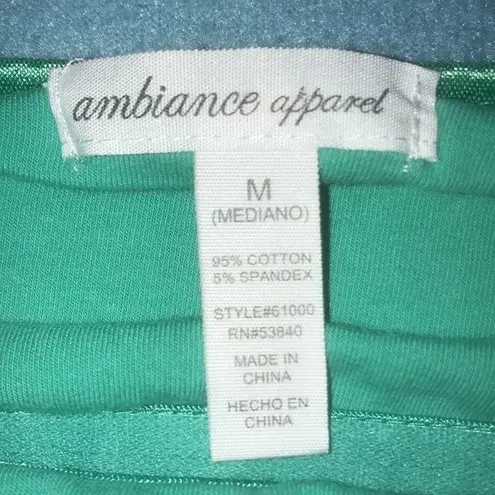 ambiance apparel
M
(MEDIANO)
95% COTTON
5% SPANDEX
STYLE#61000
RN#53840
MADE IN
CHINA
HECHO EN
CHINA